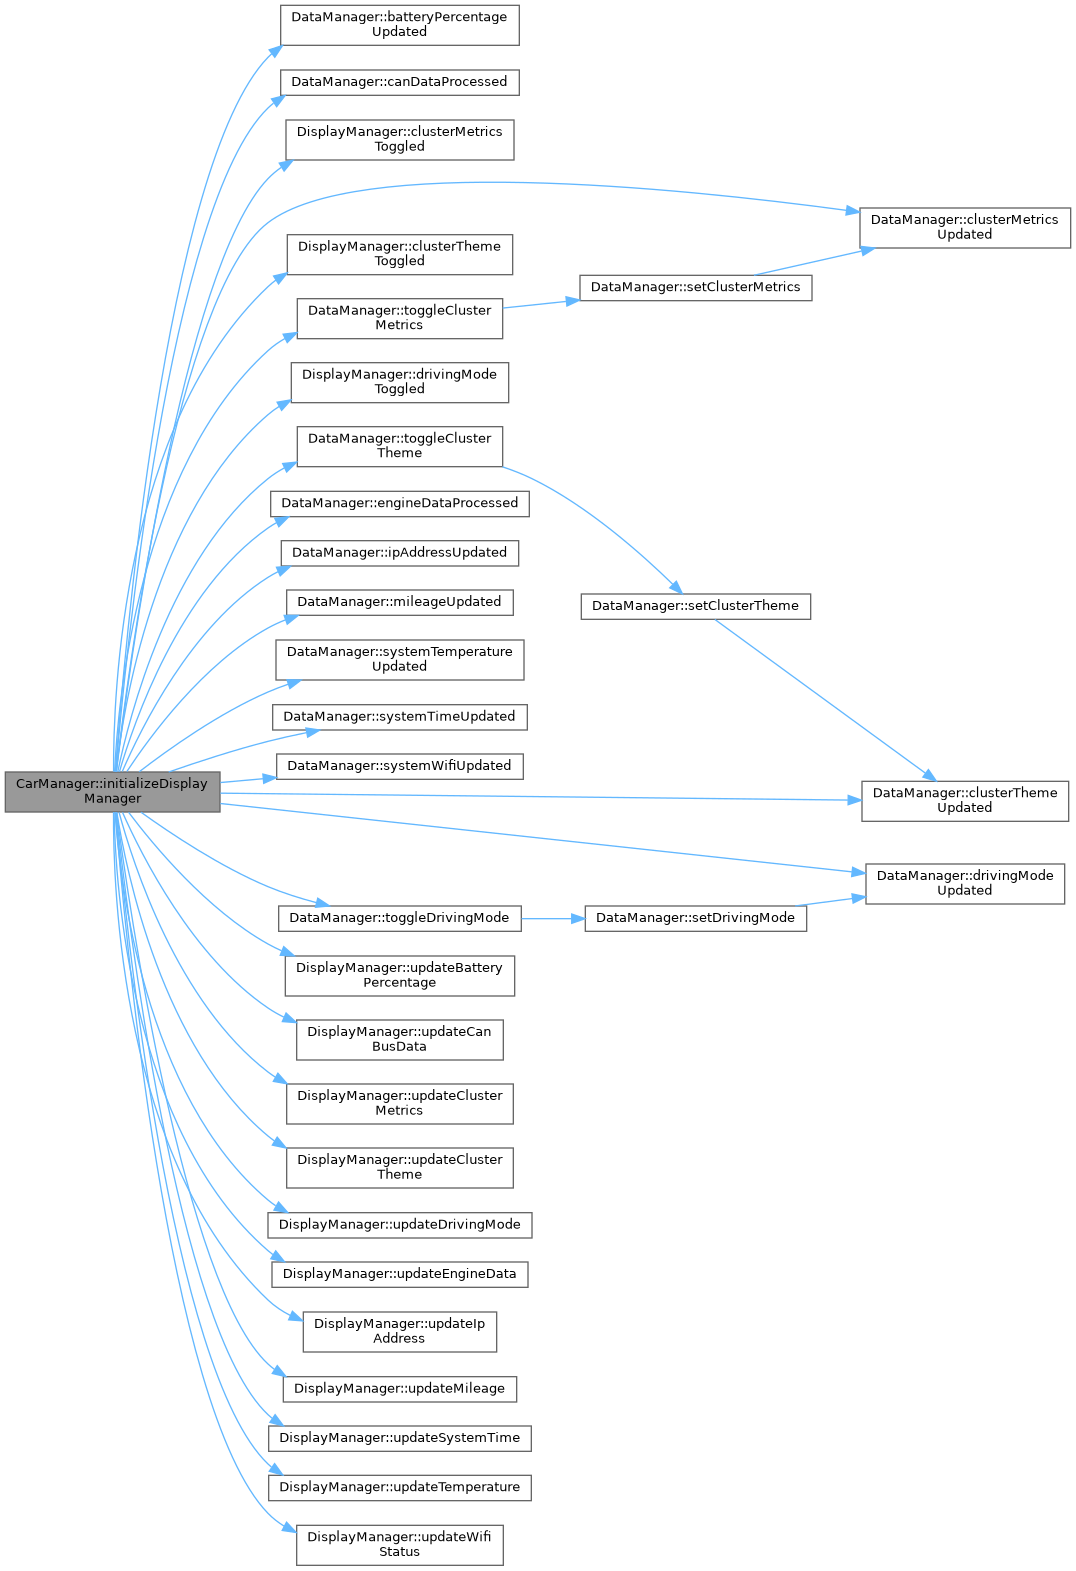 DataManager::batteryPercentage
Updated
DataManager::canDataProcessed
DisplayManager::clusterMetrics
Toggled
DataManager::clusterMetrics
Updated
DisplayManager::clusterTheme
Toggled
DataManager::setClusterMetrics
DataManager::toggleCluster
Metrics
DisplayManager::drivingMode
Toggled
DataManager::toggleCluster
Theme
DataManager::engineDataProcessed
DataManager::ipAddressUpdated
DataManager::mileageUpdated
DataManager::setClusterTheme
DataManager::systemTemperature
Updated
DataManager::systemTimeUpdated
DataManager::systemWifiUpdated
CarManager::initializeDisplay
Manager
DataManager::clusterTheme
Updated
DataManager::drivingMode
Updated
DataManager::toggleDrivingMode
DataManager::setDrivingMode
DisplayManager::updateBattery
Percentage
DisplayManager::updateCan
BusData
DisplayManager::updateCluster
Metrics
DisplayManager::updateCluster
Theme
DisplayManager::updateDrivingMode
DisplayManager::updateEngineData
DisplayManager::updateIp
Address
DisplayManager::updateMileage
DisplayManager::updateSystemTime
DisplayManager::updateTemperature
DisplayManager::updateWifi
Status